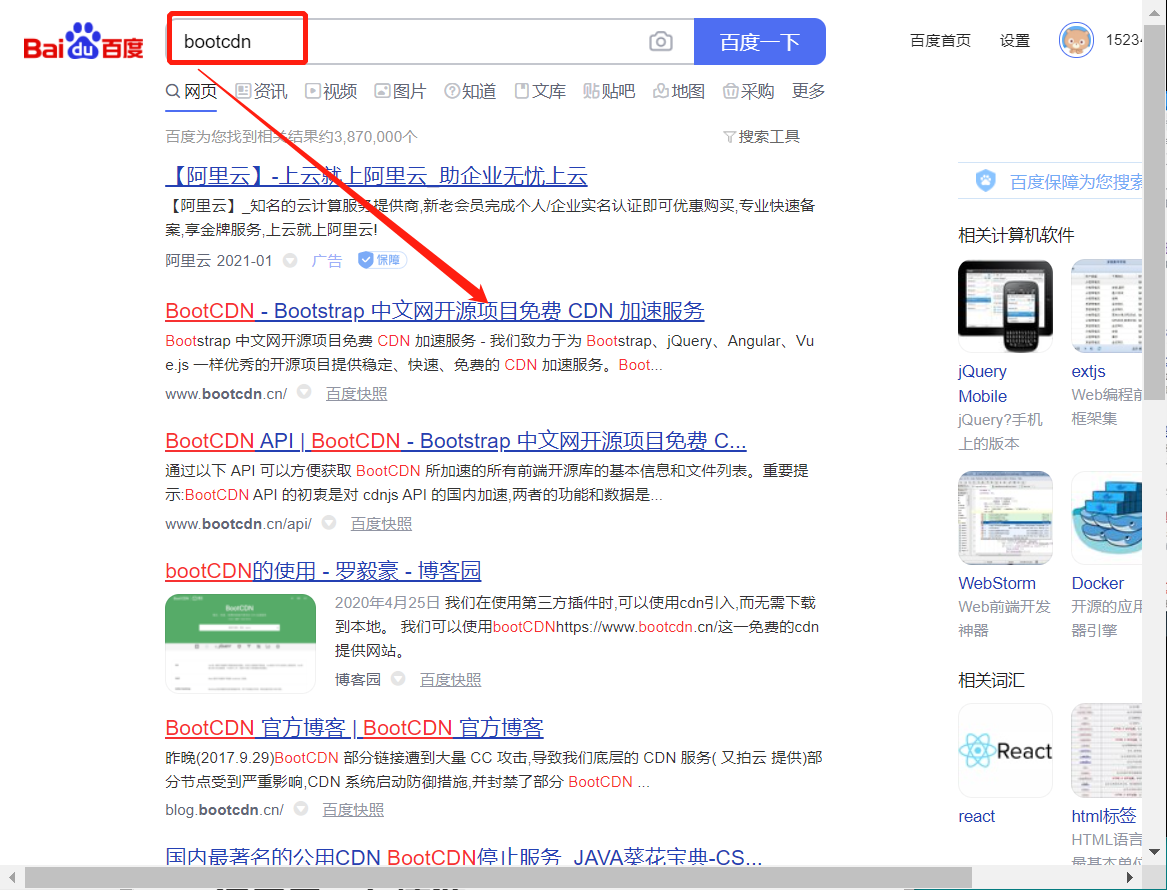 Bai du 百度
bootcdn
百度一下
百度首页 设置 1523
网页 资讯 视频 图片 知道 文库 贴吧 地图 采购 更多
百度为您找到相关结果约3,870,000个
搜索工具
【阿里云】-上云就上阿里云_助企业无忧上云
【阿里云】_知名的云计算服务提供商,新老会员完成个人/企业实名认证即可优惠购买,专业快速备
案,享金牌服务,上云就上阿里云!
阿里云 2021-01 广告 保障
BootCDN - Bootstrap 中文网开源项目免费 CDN 加速服务
Bootstrap 中文网开源项目免费 CDN 加速服务 - 我们致力于为 Bootstrap、jQuery、Angular、Vu
e.js 一样优秀的开源项目提供稳定、快速、免费的 CDN 加速服务。Boot...
www.bootcdn.cn/ 百度快照
BootCDN API | BootCDN - Bootstrap 中文网开源项目免费 C...
通过以下 API 可以方便获取 BootCDN 所加速的所有前端开源库的基本信息和文件列表。重要提
示:BootCDN API 的初衷是对 cdnjs API 的国内加速,两者的功能和数据是...
www.bootcdn.cn/api/ 百度快照
bootCDN的使用 - 罗毅豪 - 博客园
2020年4月25日 我们在使用第三方插件时,可以使用cdn引入,而无需下载
到本地。 我们可以使用bootCDNhttps://www.bootcdn.cn/这一免费的cdn
提供网站。
博客园 百度快照
BootCDN 官方博客 | BootCDN 官方博客
昨晚(2017.9.29)BootCDN 部分链接遭到大量 CC 攻击,导致我们底层的 CDN 服务( 又拍云 提供)部
分节点受到严重影响,CDN 系统启动防御措施,并封禁了部分 BootCDN ...
blog.bootcdn.cn/ 百度快照
国内最著名的公用CDN BootCDN停止服务_JAVA葵花宝典-CS...
百度保障为您搜索
相关计算机软件
jQuery
Mobile
jQuery?手机
上的版本
extjs
Web编程前
框架集
WebStorm
Web前端开发
神器
Docker
开源的应用
器引擎
相关词汇
React
react
html标签
HTML语言
最基本单位